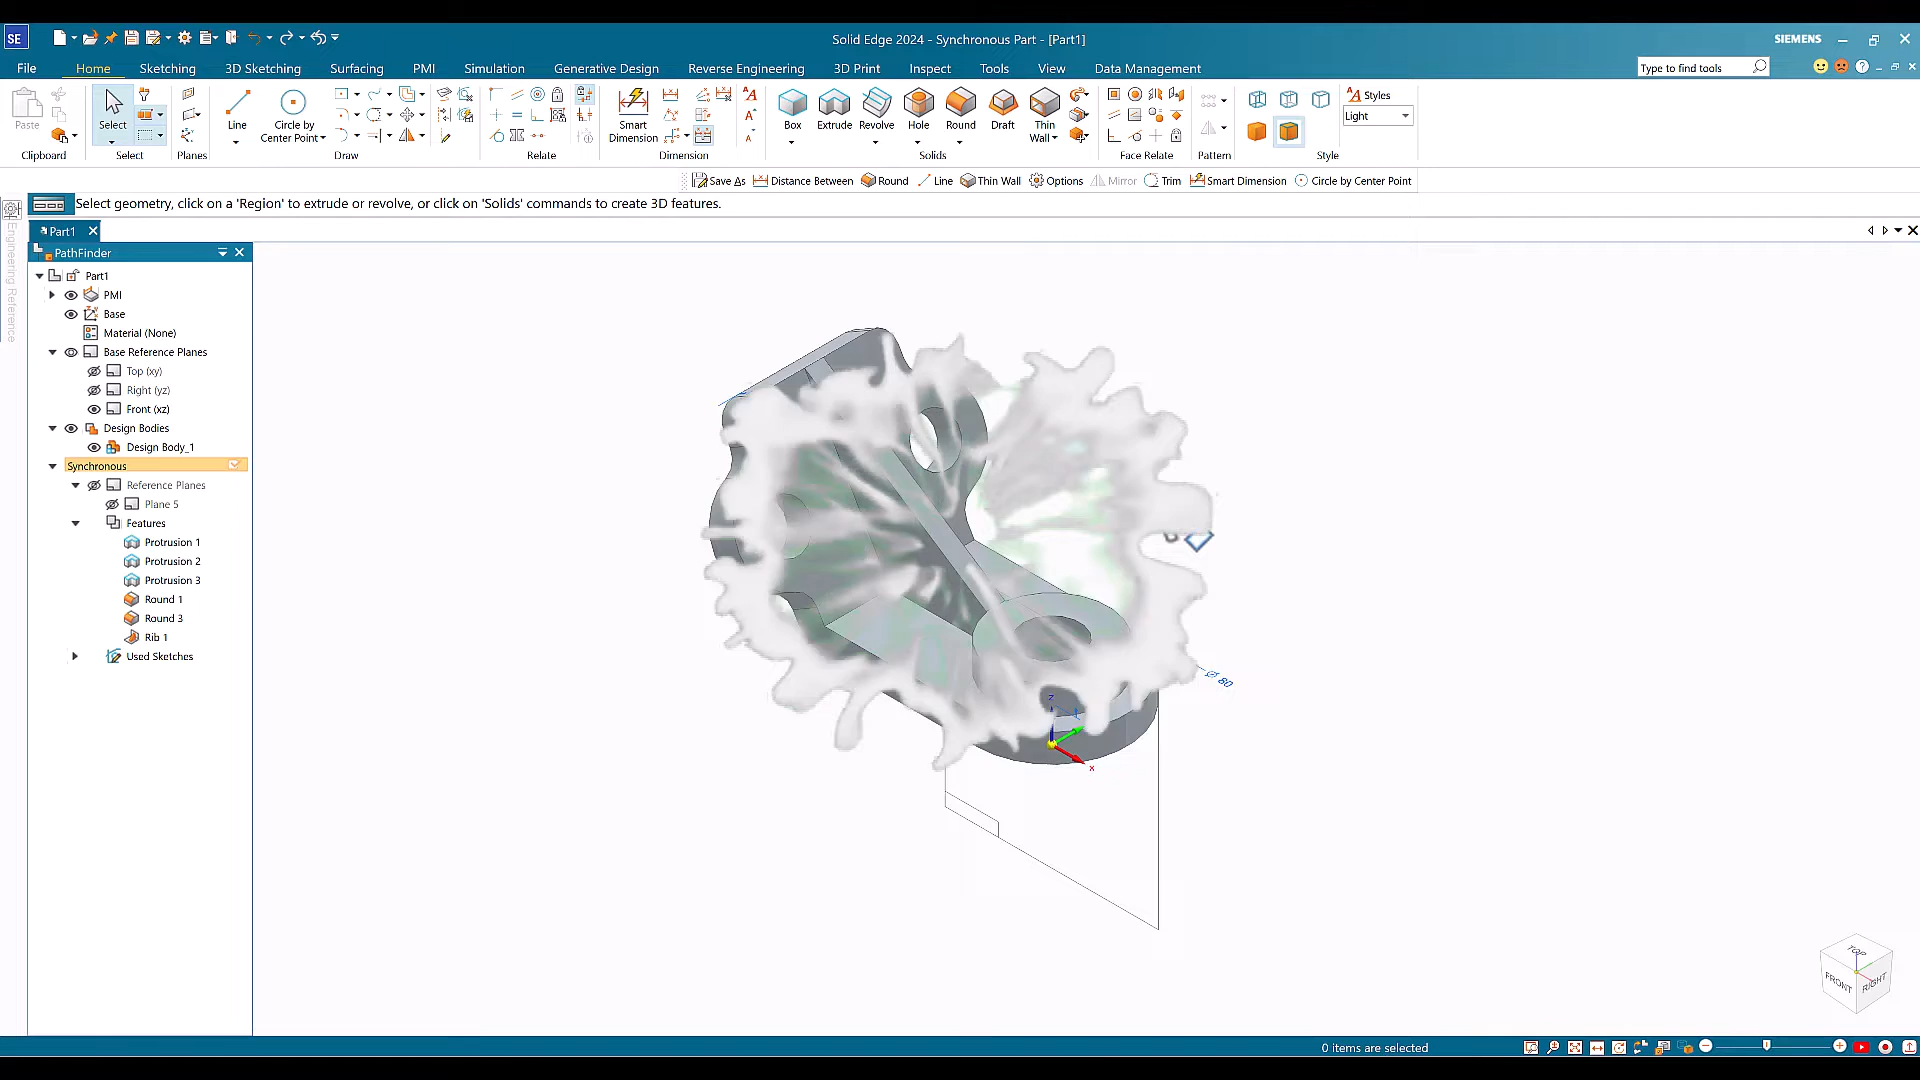 SE
Solid Edge 2024 - Synchronous Part - [Part1]
SIEMENS
File
Home
Sketching
3D Sketching
Surfacing
PMI
Simulation
Generative Design
Reverse Engineering
3D Print
Inspect
Tools
View
Data Management
Type to find tools
Paste
Select
Line
Circle by Center Point
Smart Dimension
Box
Extrude
Revolve
Hole
Round
Draft
Thin Wall
Styles
Light
Clipboard
Select
Planes
Draw
Relate
Dimension
Solids
Face Relate
Pattern
Style
Save As
Distance Between
Round
Line
Thin Wall
Options
Mirror
Trim
Smart Dimension
Circle by Center Point
Select geometry, click on a 'Region' to extrude or revolve, or click on 'Solids' commands to create 3D features.
Engineering Reference
Part1
PathFinder
Part1
PMI
Base
Material (None)
Base Reference Planes
Top (xy)
Right (yz)
Front (xz)
Design Bodies
Design Body_1
Synchronous
Reference Planes
Plane 5
Features
Protrusion 1
Protrusion 2
Protrusion 3
Round 1
Round 3
Rib 1
Used Sketches
Ø 80
z
x
TOP
FRONT
RIGHT
0 items are selected